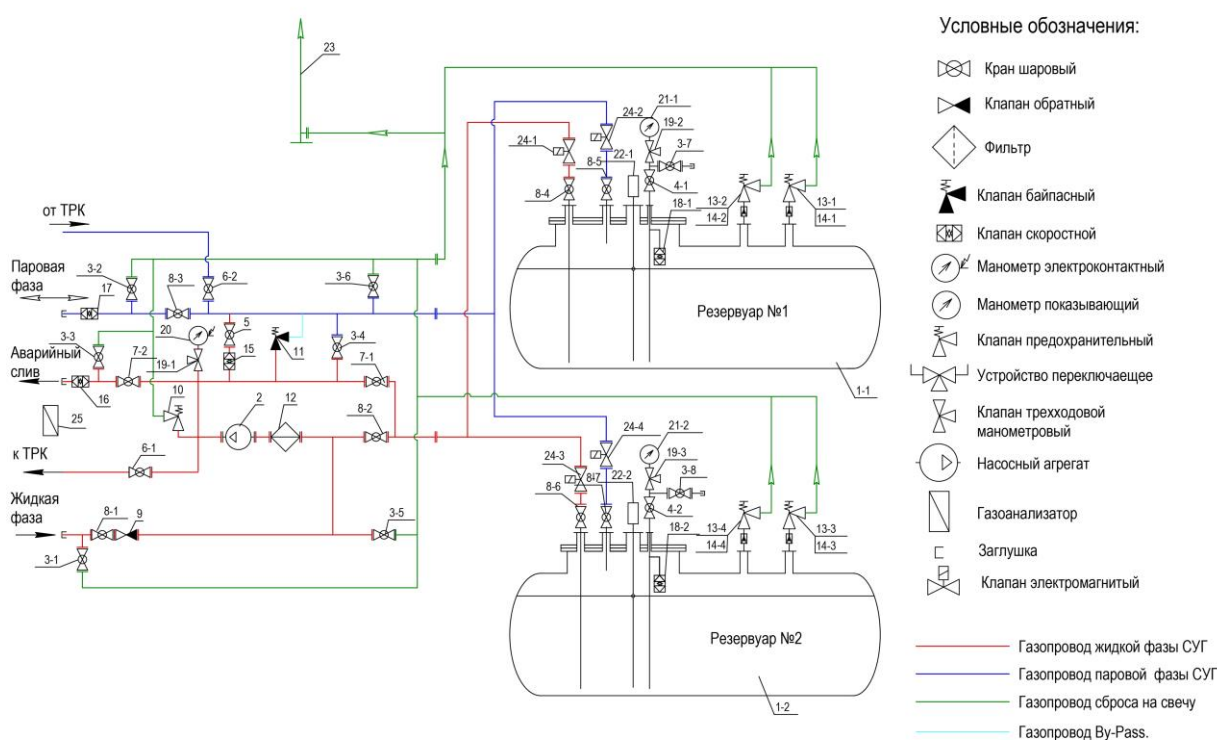 Условные обозначения:
Кран шаровый
Клапан обратный
Фильтр
Клапан байпасный
Клапан скоростной
Манометр электроконтактный
Манометр показывающий
Клапан предохранительный
Устройство переключаещее
Клапан трехходовой
манометровый
Насосный агрегат
Газоанализатор
Заглушка
Клапан электромагнитый
Газопровод жидкой фазы СУГ
Газопровод паровой фазы СУГ
Газопровод сброса на свечу
Газопровод By-Pass.
23
от ТРК
Паровая
фаза
3-2
17
8-3
6-2
3-6
3-3
7-2
20
19-1
5
15
11
3-4
7-1
Аварийный
слив
16
10
2
12
8-2
25
к ТРК
6-1
Жидкая
фаза
8-1
9
3-5
3-1
24-1
8-4
24-2
8-5
22-1
21-1
19-2
3-7
4-1
18-1
13-2
14-2
13-1
14-1
Резервуар №1
1-1
24-3
8-6
24-4
8-7
22-2
21-2
19-3
3-8
4-2
18-2
13-4
14-4
13-3
14-3
Резервуар №2
1-2